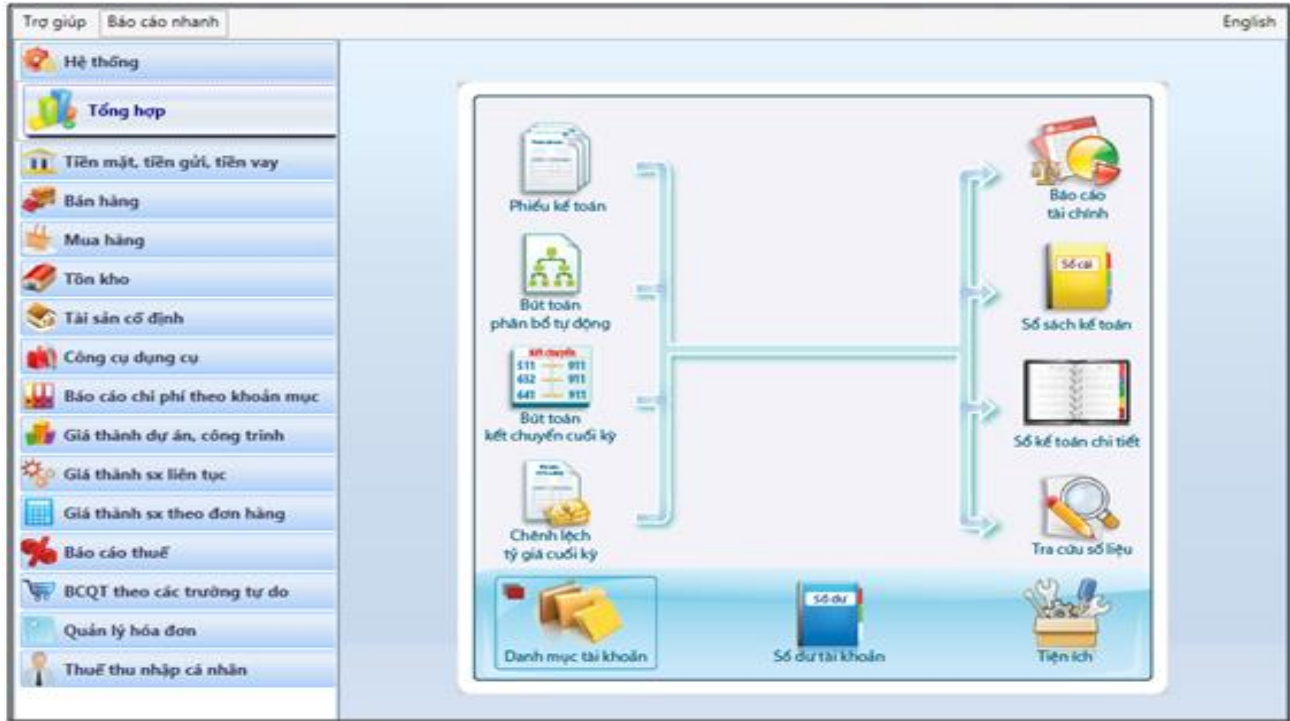 Trợ giúp Báo cáo nhanh English
Hệ thống
Tổng hợp
Tiền mặt, tiền gửi, tiền vay
Bán hàng
Mua hàng
Tồn kho
Tài sản cố định
Công cụ dụng cụ
Báo cáo chi phí theo khoản mục
Giá thành dự án, công trình
Giá thành sx liên tục
Giá thành sx theo đơn hàng
Báo cáo thuế
BCQT theo các trường tự do
Quản lý hóa đơn
Thuế thu nhập cá nhân
Phiếu kế toán
Bút toán
phân bổ tự động
Kết chuyển
511 911
632 911
641 911
Bút toán
kết chuyển cuối kỳ
Chênh lệch
tỷ giá cuối kỳ
Báo cáo
tài chính
Sổ cái
Sổ sách kế toán
Sổ kế toán chi tiết
Tra cứu số liệu
Danh mục tài khoản
Số dư
Số dư tài khoản
Tiện ích